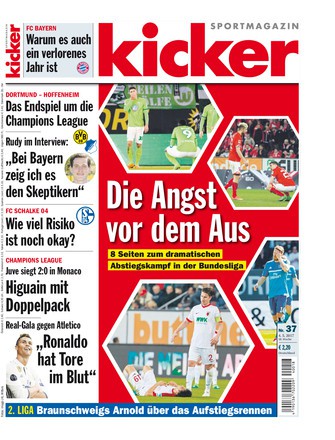 kicker
FC BAYERN
Warum es auch
ein verlorenes
Jahr ist
SPORTMAGAZIN
kicker
DORTMUND – HOFFENHEIM
Das Endspiel um die
Champions League
Rudy im Interview:
„Bei Bayern
zeig ich es
den Skeptikern“
FC SCHALKE 04
Wie viel Risiko
ist noch okay?
CHAMPIONS LEAGUE
Juve siegt 2:0 in Monaco
Higuain mit
Doppelpack
Real-Gala gegen Atletico
„Ronaldo
hat Tore
im Blut“
Die Angst
vor dem Aus
8 Seiten zum dramatischen
Abstiegskampf in der Bundesliga
Nr. 37
€ 2,20
2. LIGA Braunschweigs Arnold über das Aufstiegsrennen